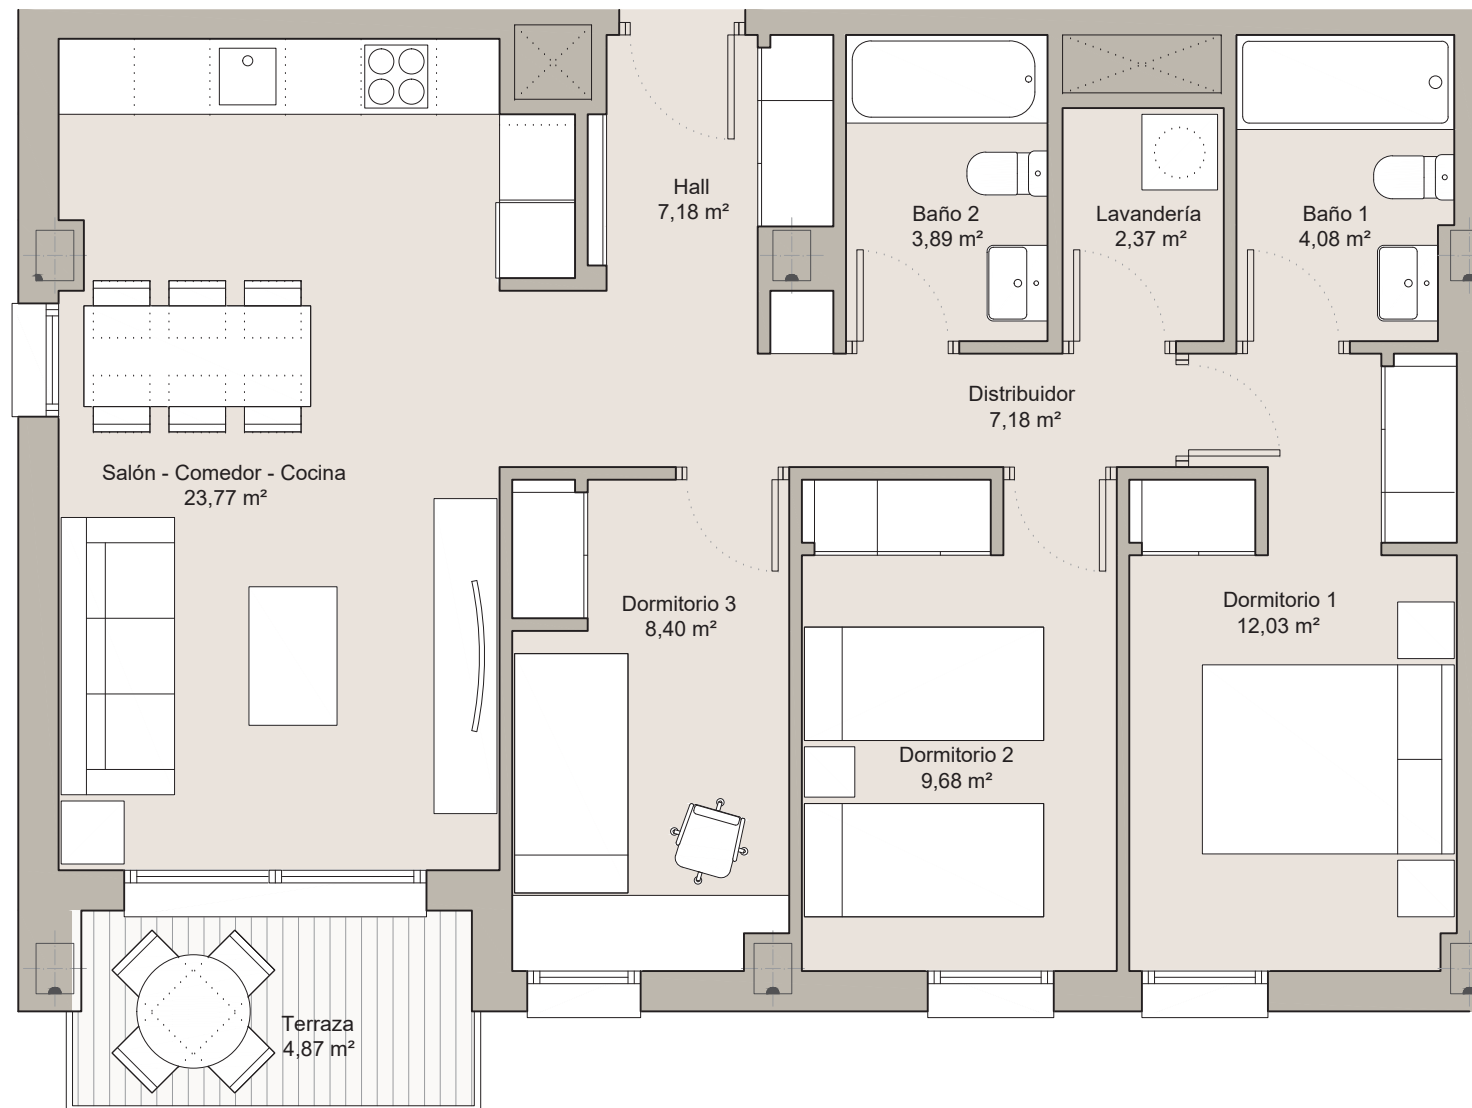 Hall
7,18 m²
Baño 2
3,89 m²
Lavandería
2,37 m²
Baño 1
4,08 m²
Distribuidor
7,18 m²
Salón - Comedor - Cocina
23,77 m²
Dormitorio 3
8,40 m²
Dormitorio 1
12,03 m²
Dormitorio 2
9,68 m²
Terraza
4,87 m²